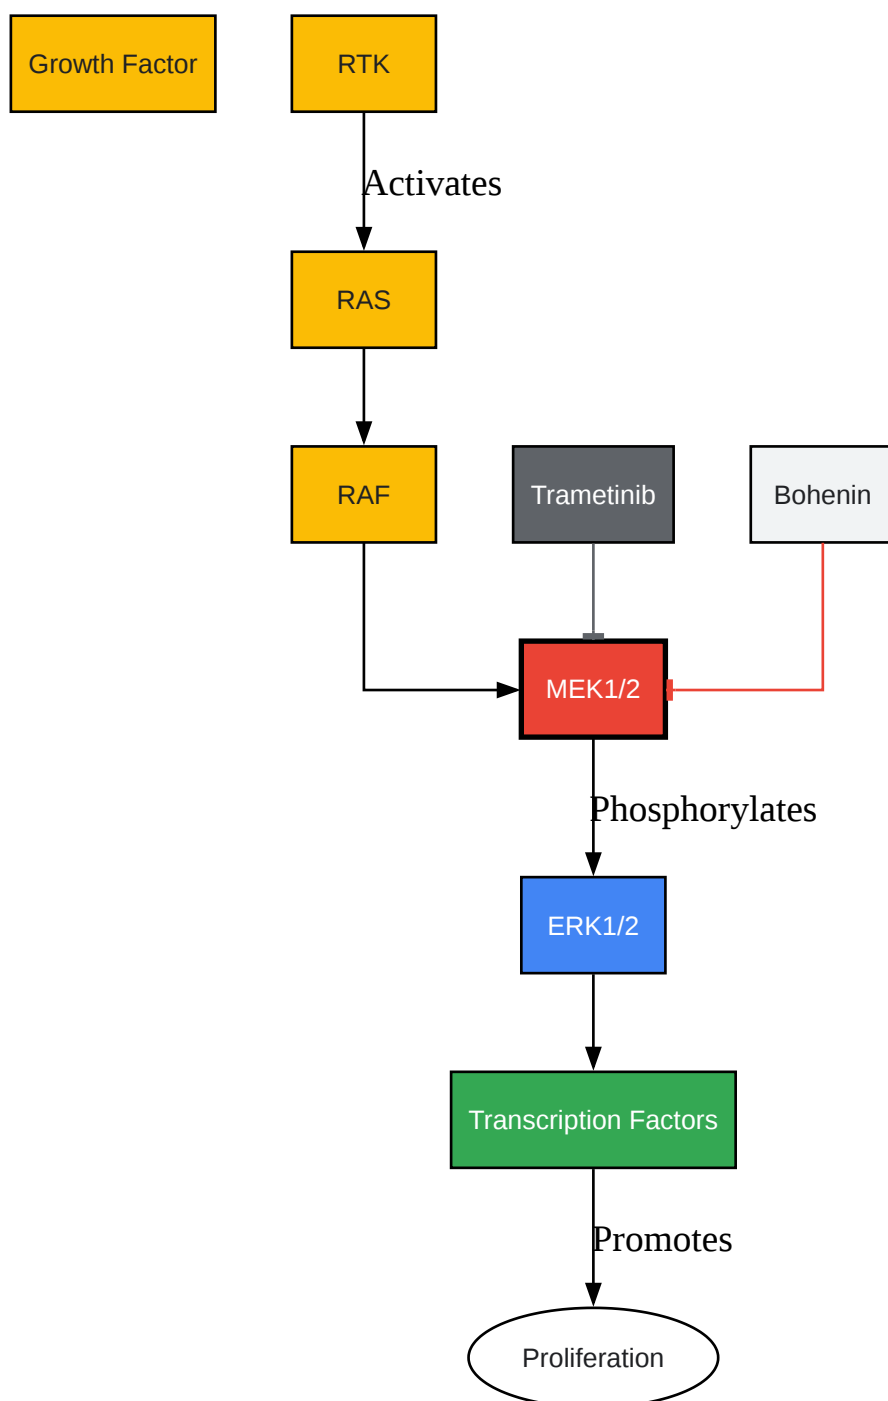 Growth Factor
RTK
Activates
RAS
RAF
Trametinib
Bohenin
MEK1/2
Phosphorylates
ERK1/2
Transcription Factors
Promotes
Proliferation